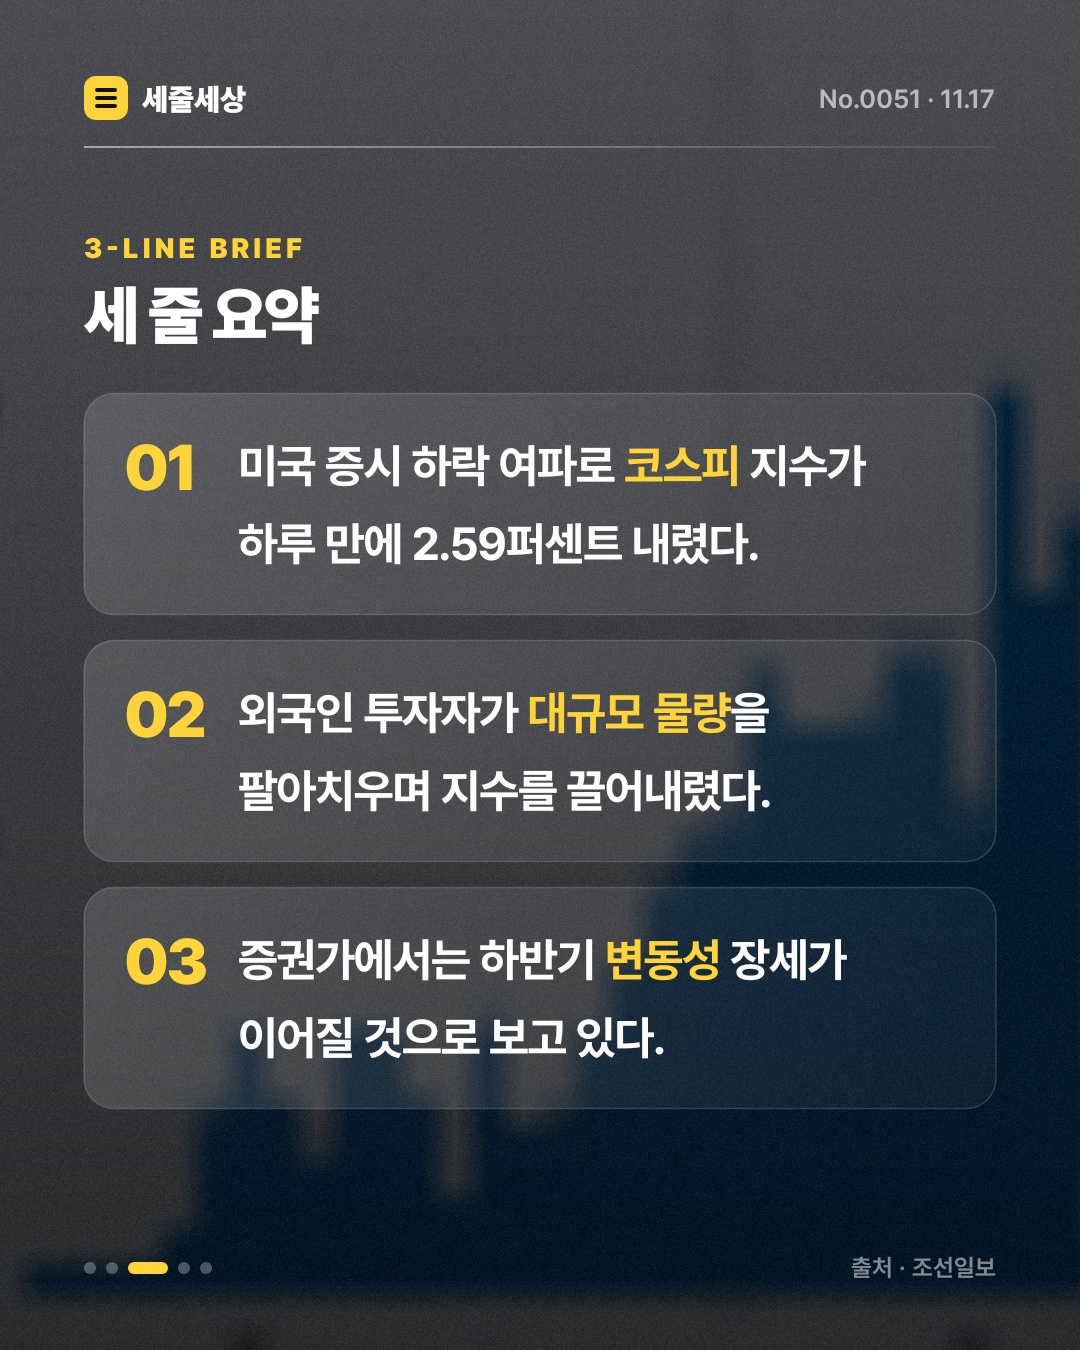 세줄세상
No.0051 · 11.17
3-LINE BRIEF
세 줄 요약
01 미국 증시 하락 여파로 코스피 지수가
하루 만에 2.59퍼센트 내렸다.
02 외국인 투자자가 대규모 물량을
팔아치우며 지수를 끌어내렸다.
03 증권가에서는 하반기 변동성 장세가
이어질 것으로 보고 있다.
출처 · 조선일보